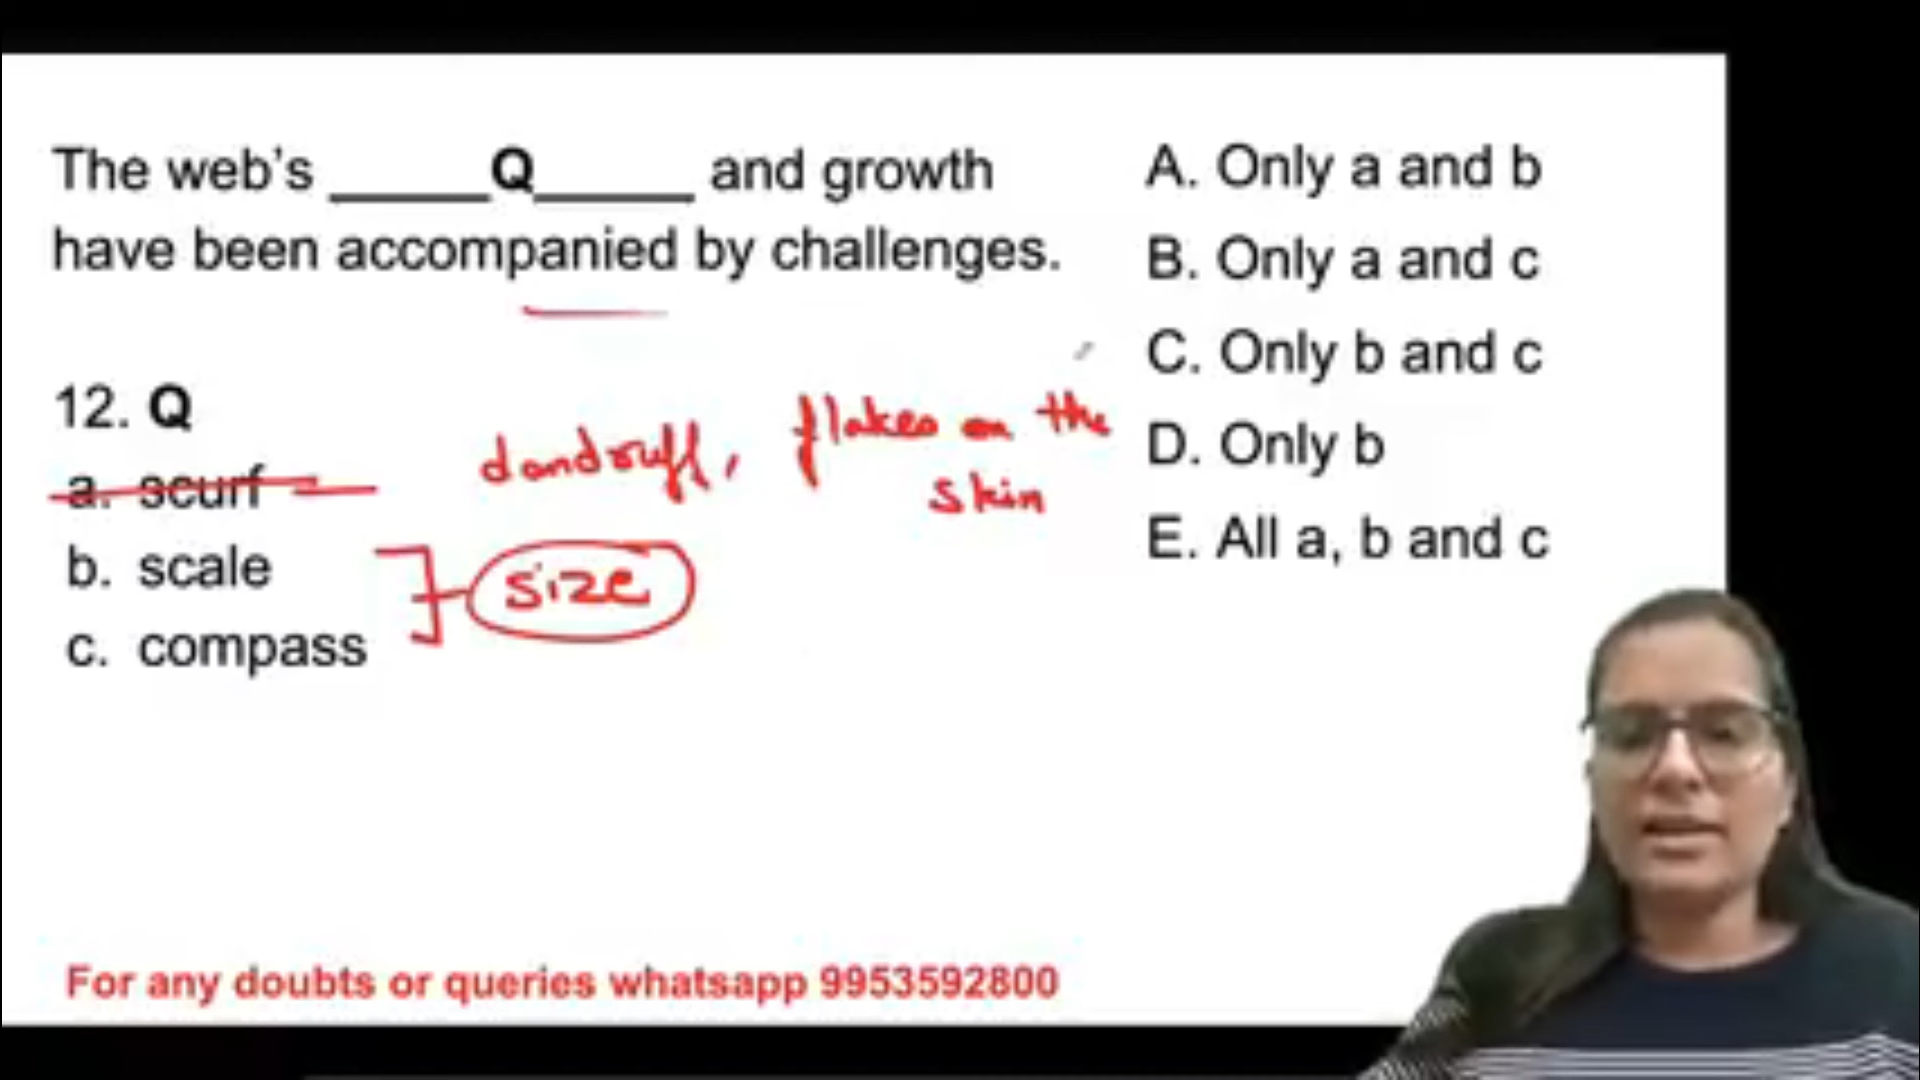 The web's _____Q_____ and growth
have been accompanied by challenges.
12. Q
a. scurf
dandruff, flakes on the
skin
b. scale
size
c. compass
A. Only a and b
B. Only a and c
C. Only b and c
D. Only b
E. All a, b and c
For any doubts or queries whatsapp 9953592800